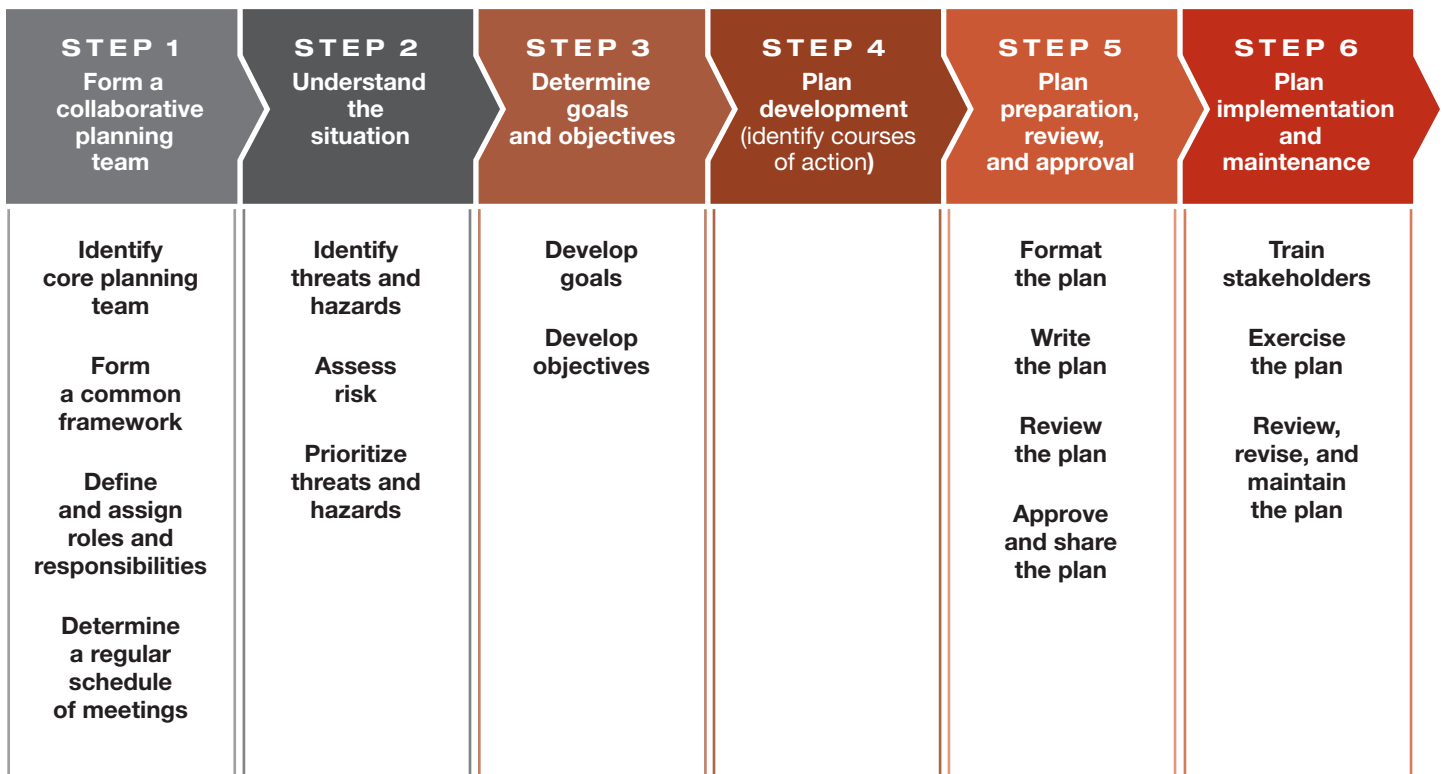 STEP 1
Form a
collaborative
planning
team
STEP 2
Understand
the
situation
STEP 3
Determine
goals
and objectives
STEP 4
Plan
development
(identify courses
of action)
STEP 5
Plan
preparation,
review,
and approval
STEP 6
Plan
implementation
and
maintenance
Identify
core planning
team
Form
a common
framework
Define
and assign
roles and
responsibilities
Determine
a regular
schedule
of meetings
Identify
threats and
hazards
Assess
risk
Prioritize
threats and
hazards
Develop
goals
Develop
objectives
Format
the plan
Write
the plan
Review
the plan
Approve
and share
the plan
Train
stakeholders
Exercise
the plan
Review,
revise, and
maintain
the plan